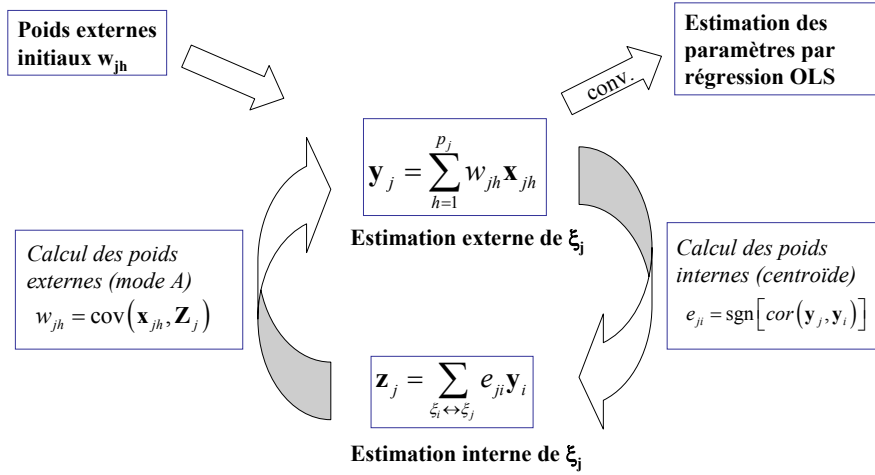 Poids externes
initiaux w_jh
Estimation des
paramètres par
régression OLS
conv.
y_j = ∑_{h=1}^{p_j} w_jh x_jh
Estimation externe de ξ_j
Calcul des poids
externes (mode A)
w_jh = cov(x_jh, Z_j)
Calcul des poids
internes (centroïde)
e_ji = sgn[cor(y_j, y_i)]
z_j = ∑_{ξ_i↔ξ_j} e_ji y_i
Estimation interne de ξ_j